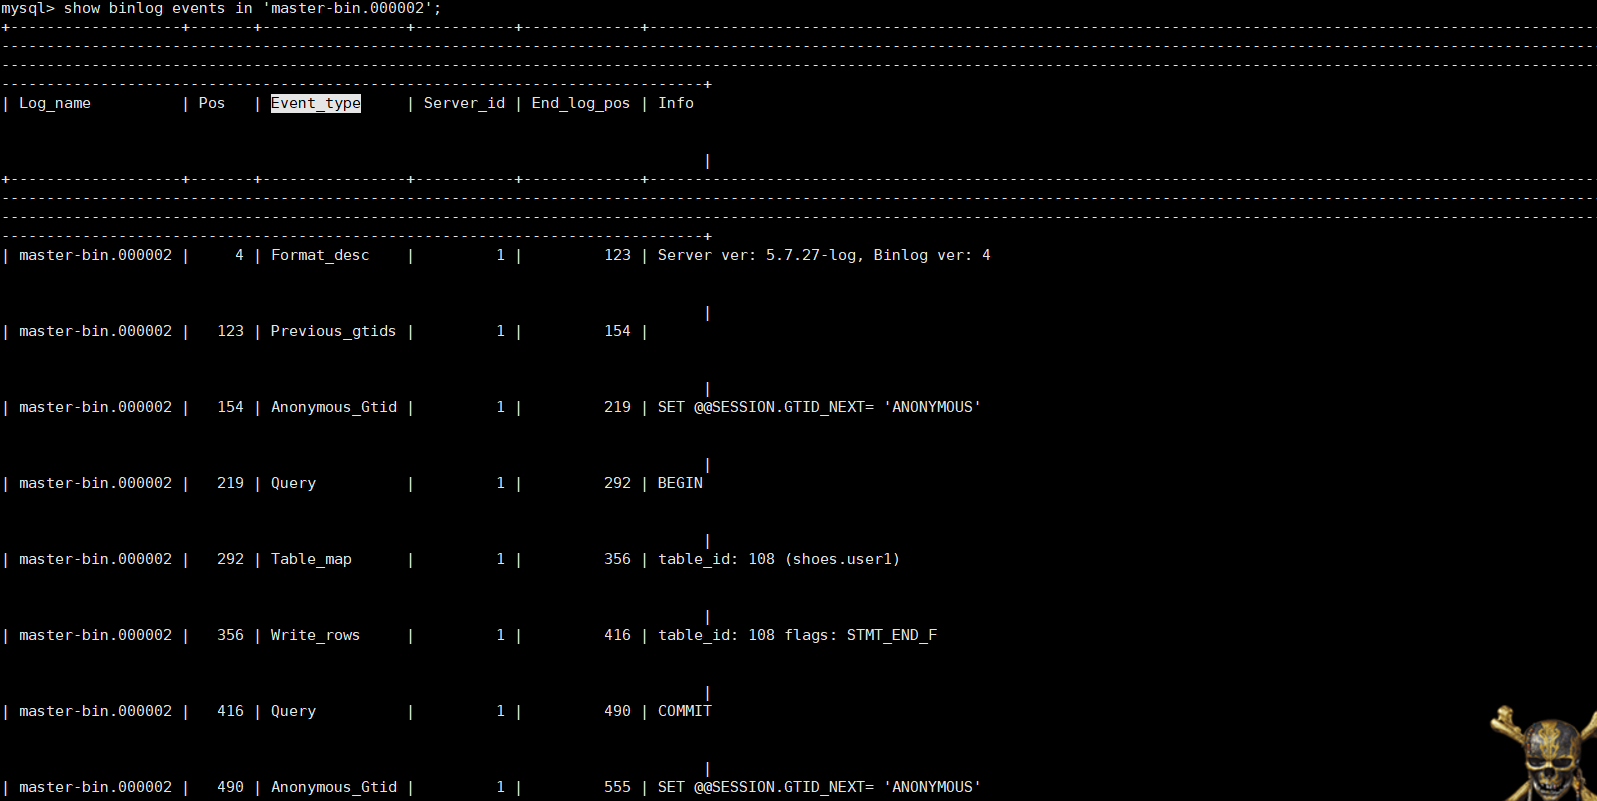 mysql> show binlog events in 'master-bin.000002';
| Log_name | Pos | Event_type | Server_id | End_log_pos | Info
|
| master-bin.000002 | 4 | Format_desc | 1 | 123 | Server ver: 5.7.27-log, Binlog ver: 4
|
| master-bin.000002 | 123 | Previous_gtids | 1 | 154 |
|
| master-bin.000002 | 154 | Anonymous_Gtid | 1 | 219 | SET @@SESSION.GTID_NEXT= 'ANONYMOUS'
|
| master-bin.000002 | 219 | Query | 1 | 292 | BEGIN
|
| master-bin.000002 | 292 | Table_map | 1 | 356 | table_id: 108 (shoes.user1)
|
| master-bin.000002 | 356 | Write_rows | 1 | 416 | table_id: 108 flags: STMT_END_F
|
| master-bin.000002 | 416 | Query | 1 | 490 | COMMIT
|
| master-bin.000002 | 490 | Anonymous_Gtid | 1 | 555 | SET @@SESSION.GTID_NEXT= 'ANONYMOUS'